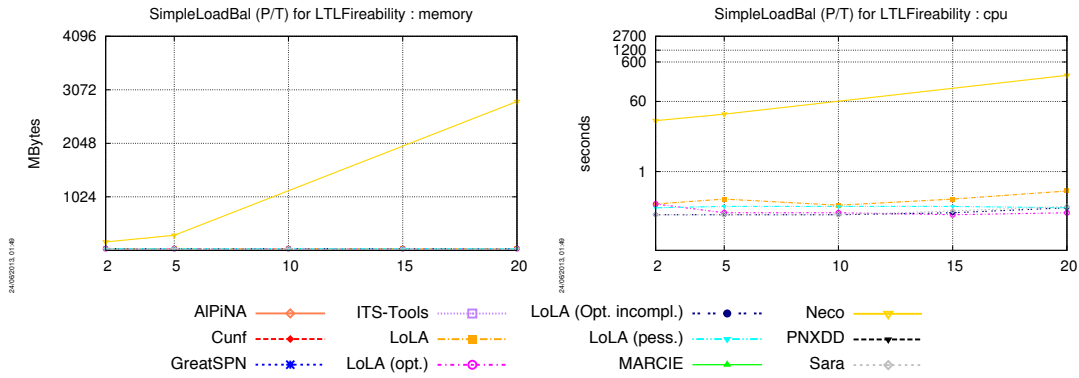 SimpleLoadBal (P/T) for LTLFireability : memory
4096
3072
2048
1024
MBytes
2 5 10 15 20
24/06/2013, 01:49
SimpleLoadBal (P/T) for LTLFireability : cpu
2700
1200
600
60
1
seconds
2 5 10 15 20
24/06/2013, 01:49
AlPiNA ITS-Tools LoLA (Opt. incompl.) Neco
Cunf LoLA LoLA (pess.) PNXDD
GreatSPN LoLA (opt.) MARCIE Sara